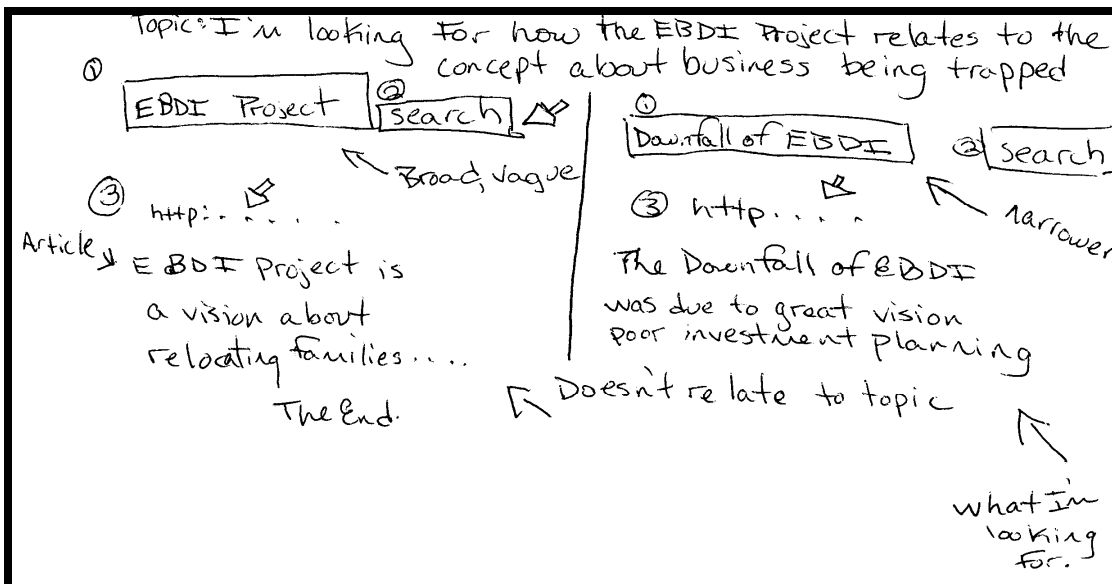 Topic: I'm looking for how the EBDI Project relates to the
concept about business being trapped
①
EBDI Project
②
search
Broad, vague
③ http:. . . . .
Article
EBDI project is
a vision about
relocating families....
The End.
Doesn't relate to topic
①
Downfall of EBDI
② search
narrower
③ http.. . . .
The Downfall of EBDI
was due to great vision
poor investment planning
what I'm
looking
for.